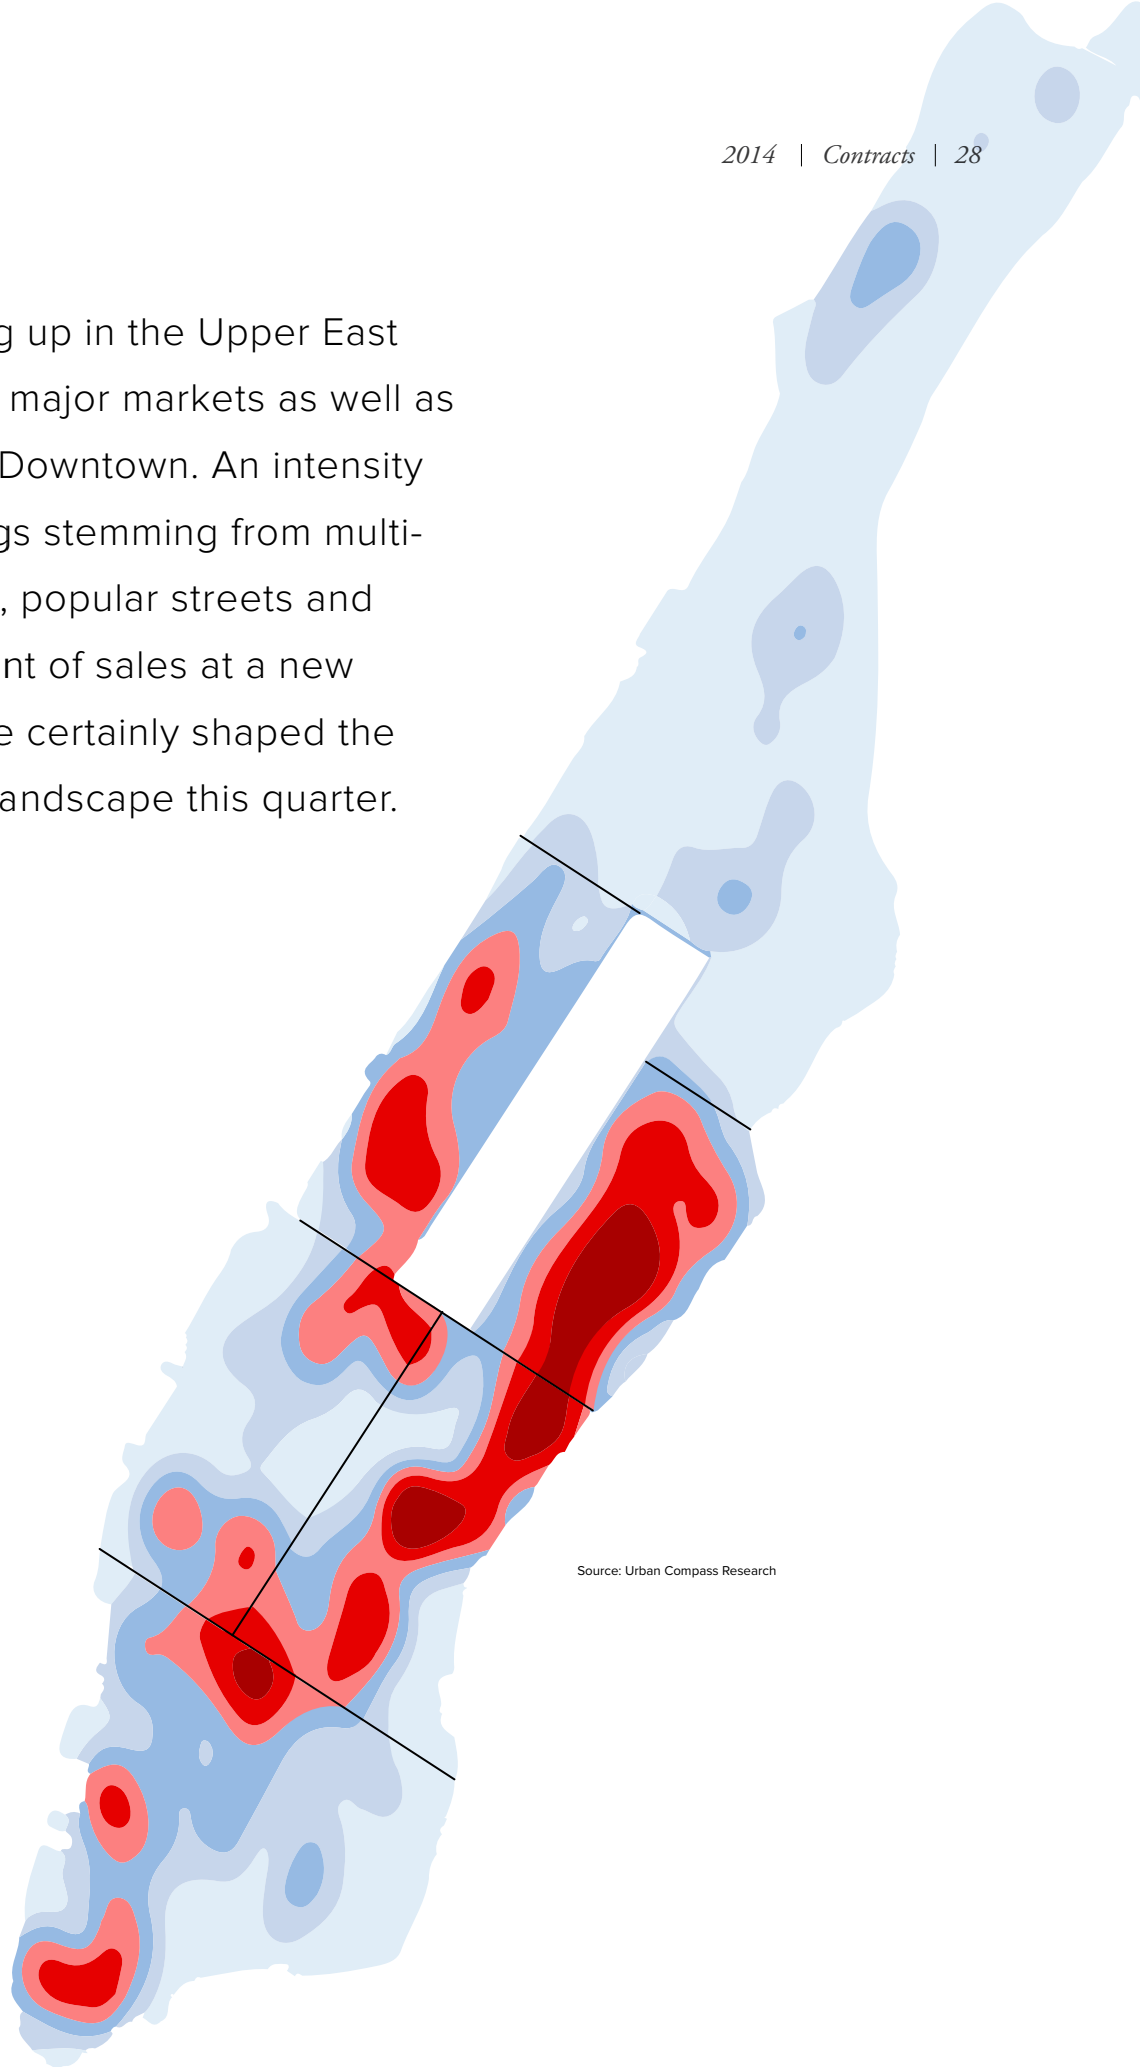 2014 | Contracts | 28
g up in the Upper East
major markets as well as
Downtown. An intensity
gs stemming from multi-
, popular streets and
nt of sales at a new
e certainly shaped the
andscape this quarter.
Source: Urban Compass Research